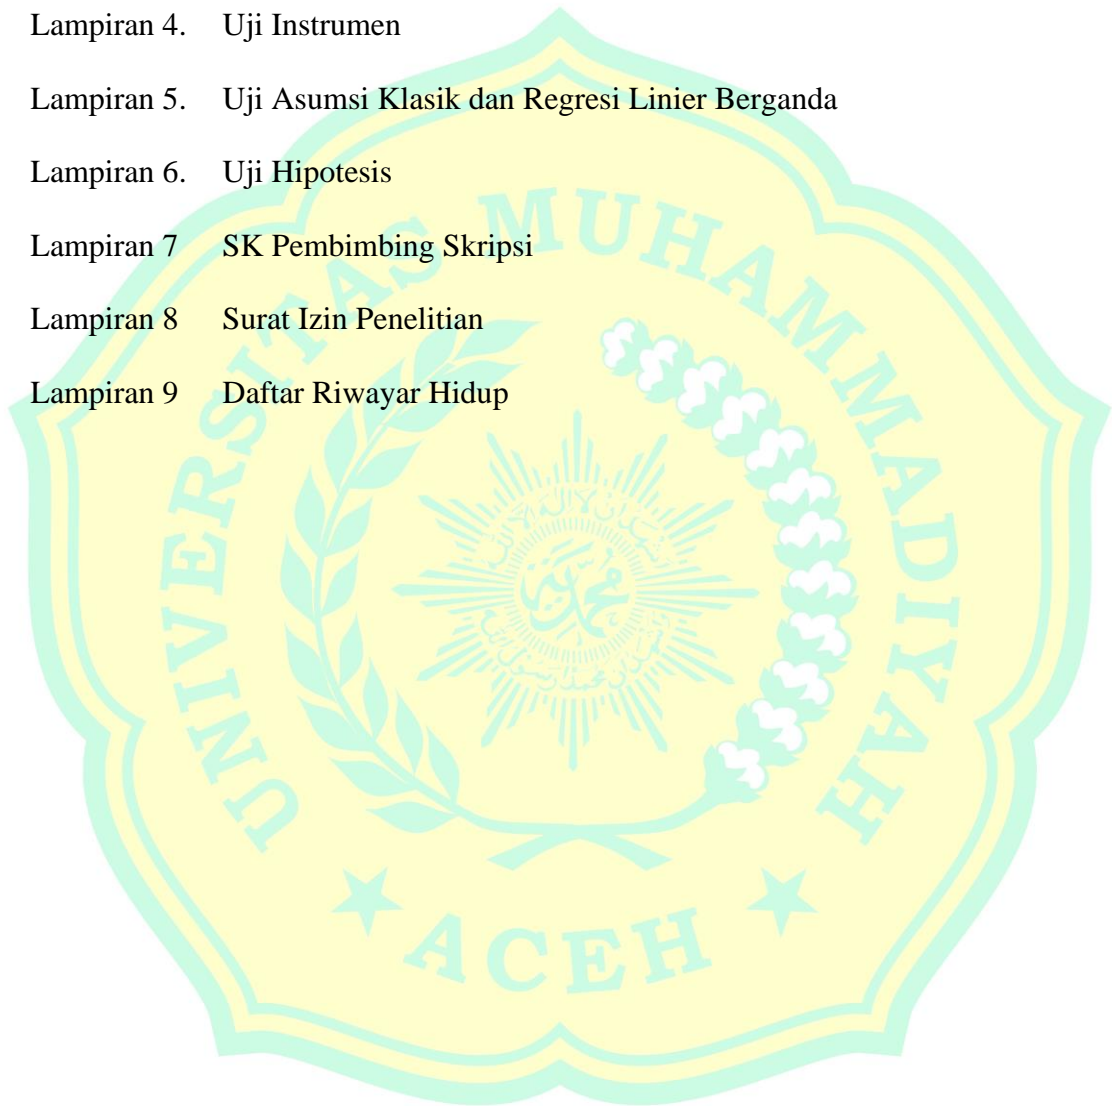 Lampiran 4. Uji Instrumen
Lampiran 5. Uji Asumsi Klasik dan Regresi Linier Berganda
Lampiran 6. Uji Hipotesis
Lampiran 7 SK Pembimbing Skripsi
Lampiran 8 Surat Izin Penelitian
Lampiran 9 Daftar Riwayar Hidup
UNIVERSITAS MUHAMMADIYAH
ACEH